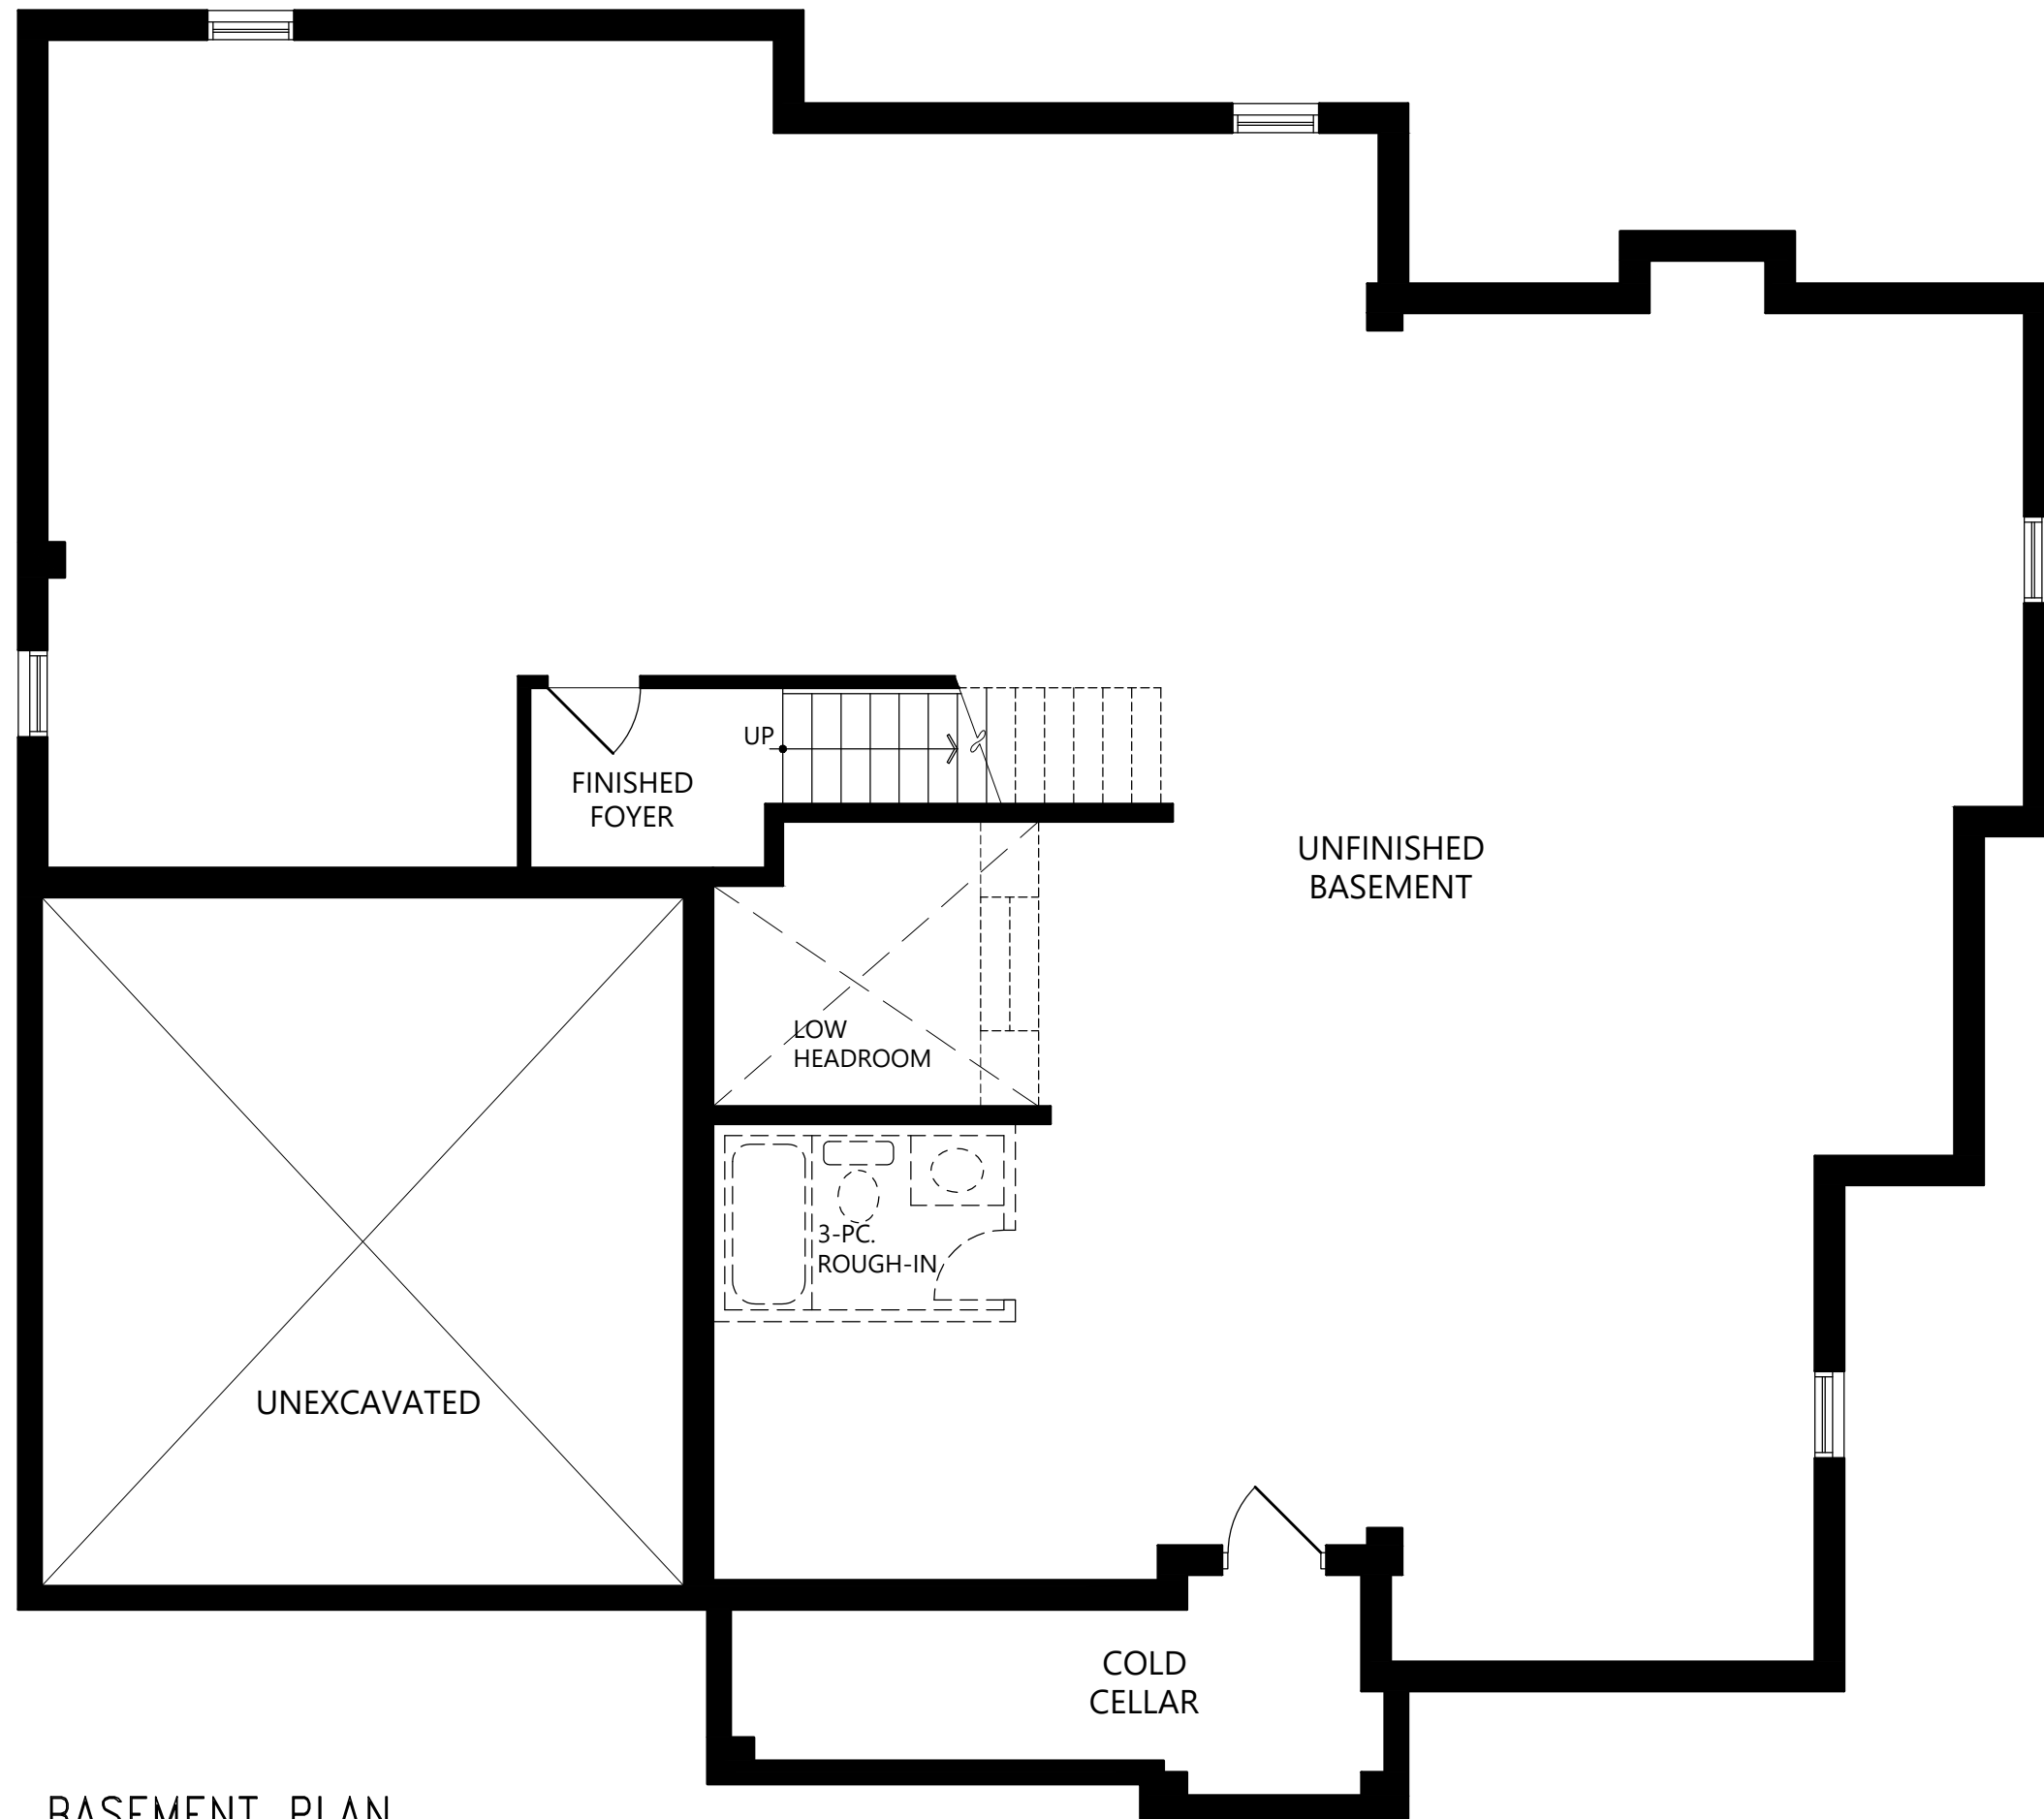 UP
FINISHED
FOYER
UNFINISHED
BASEMENT
LOW
HEADROOM
3-PC.
ROUGH-IN
UNEXCAVATED
COLD
CELLAR
BASEMENT PLAN